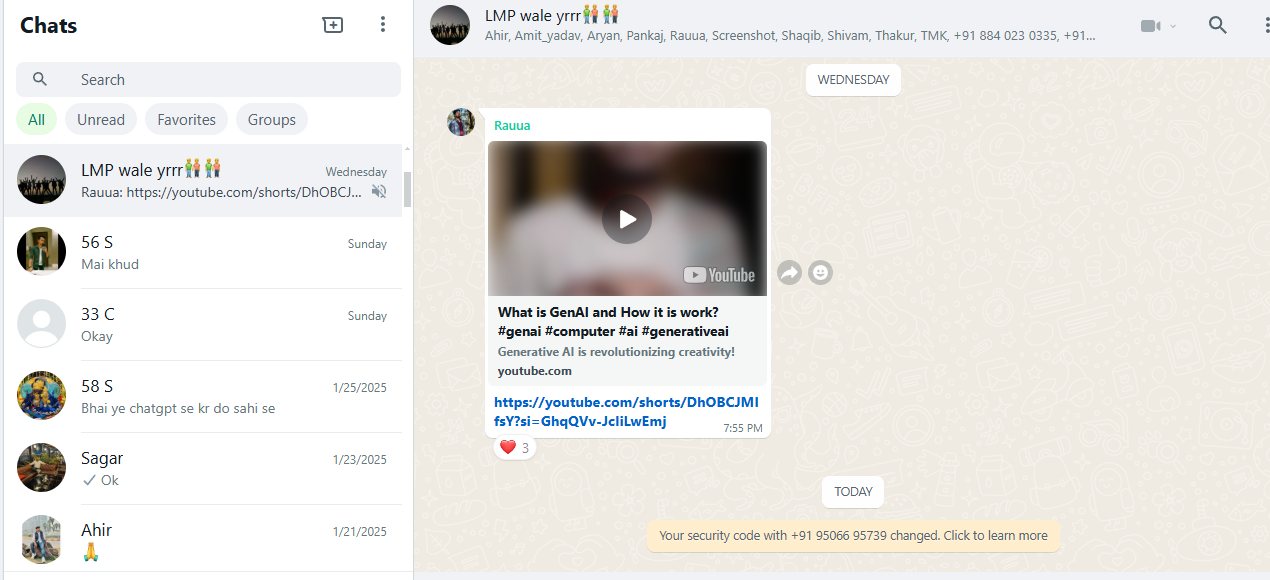 Chats
Search
All
Unread
Favorites
Groups
LMP wale yrrr👬👬
Wednesday
Rauua: https://youtube.com/shorts/DhOBCJ...
56 S
Sunday
Mai khud
33 C
Sunday
Okay
58 S
1/25/2025
Bhai ye chatgpt se kr do sahi se
Sagar
1/23/2025
Ok
Ahir
1/21/2025
🙏
LMP wale yrrr👬👬
Ahir, Amit_yadav, Aryan, Pankaj, Rauua, Screenshot, Shaqib, Shivam, Thakur, TMK, +91 884 023 0335, +91...
WEDNESDAY
Rauua
YouTube
What is GenAI and How it is work?
#genai #computer #ai #generativeai
Generative AI is revolutionizing creativity!
youtube.com
https://youtube.com/shorts/DhOBCJMI
fsY?si=GhqQVv-JcliLwEmj
7:55 PM
❤️ 3
TODAY
Your security code with +91 95066 95739 changed. Click to learn more